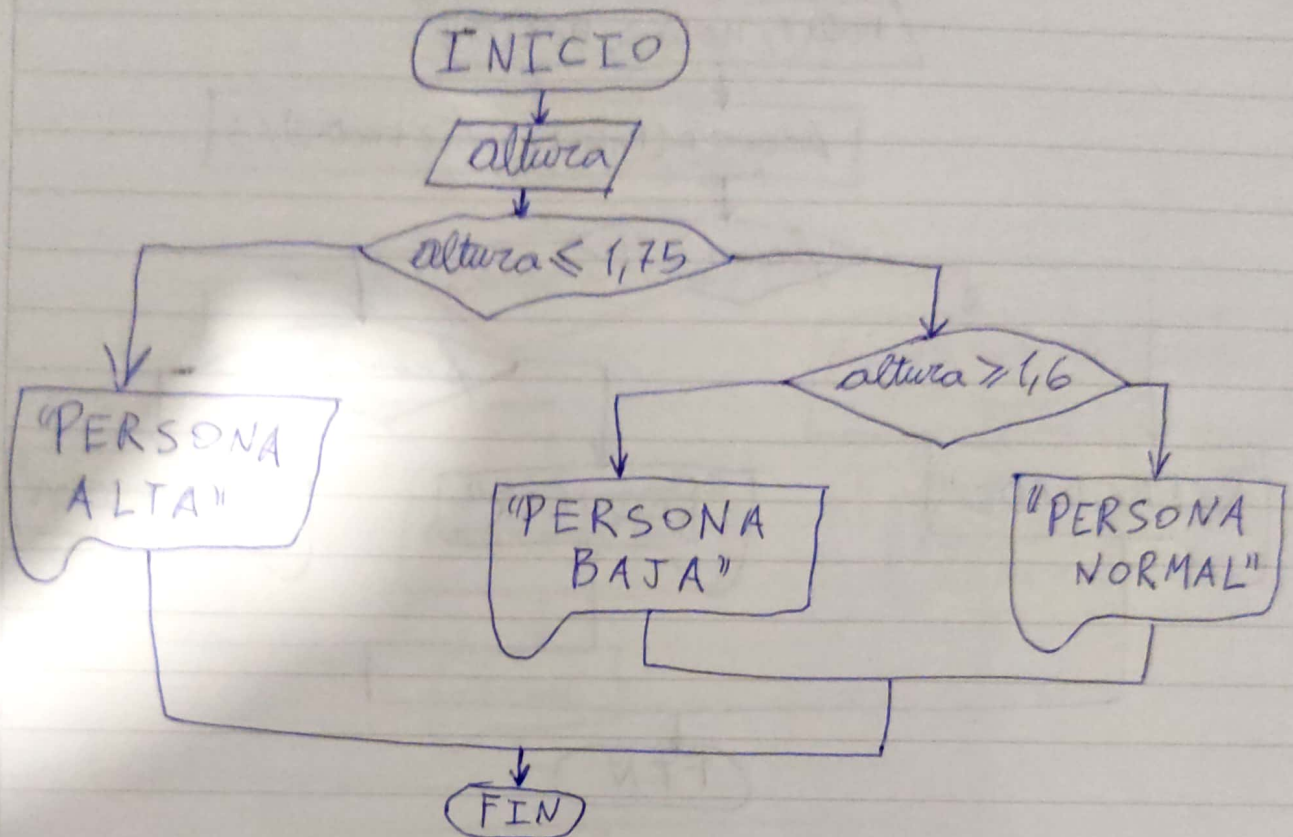 INICIO
altura
altura ≤ 1,75
altura ≥ 1,6
"PERSONA
ALTA"
"PERSONA
BAJA"
"PERSONA
NORMAL"
FIN